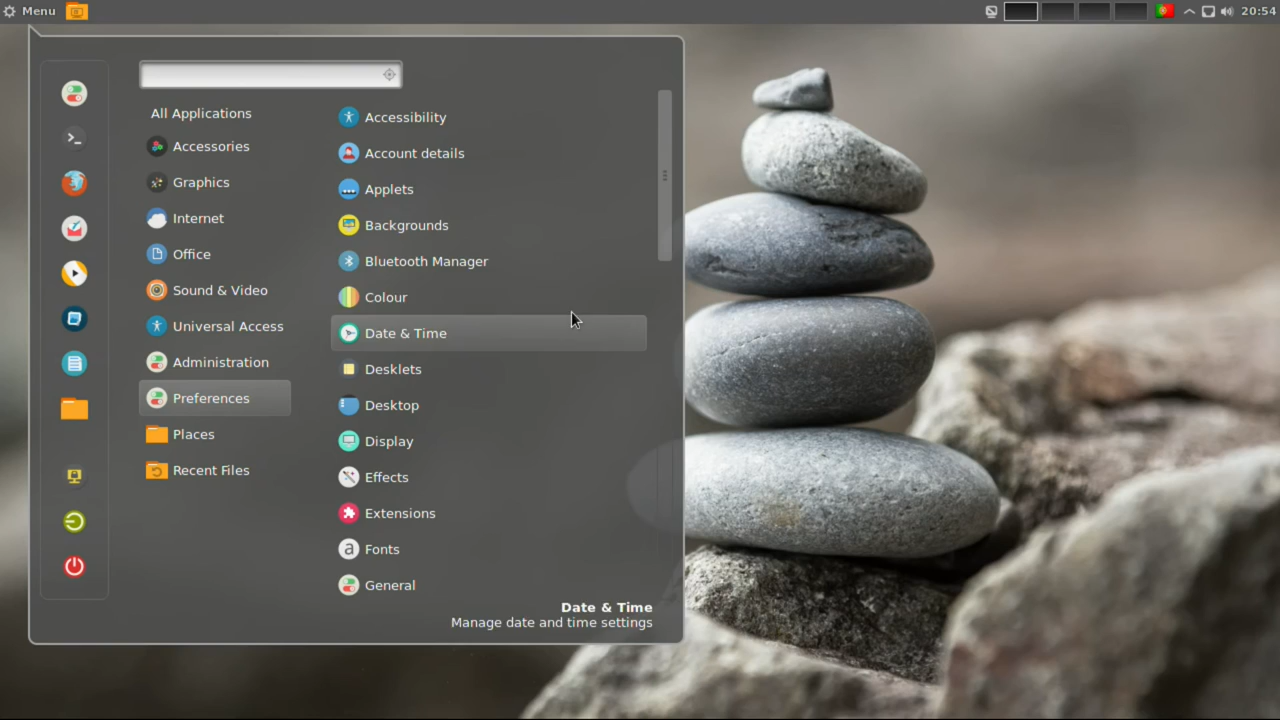 Menu
20:54
All Applications
Accessories
Graphics
Internet
Office
Sound & Video
Universal Access
Administration
Preferences
Places
Recent Files
Accessibility
Account details
Applets
Backgrounds
Bluetooth Manager
Colour
Date & Time
Desklets
Desktop
Display
Effects
Extensions
Fonts
General
Date & Time
Manage date and time settings